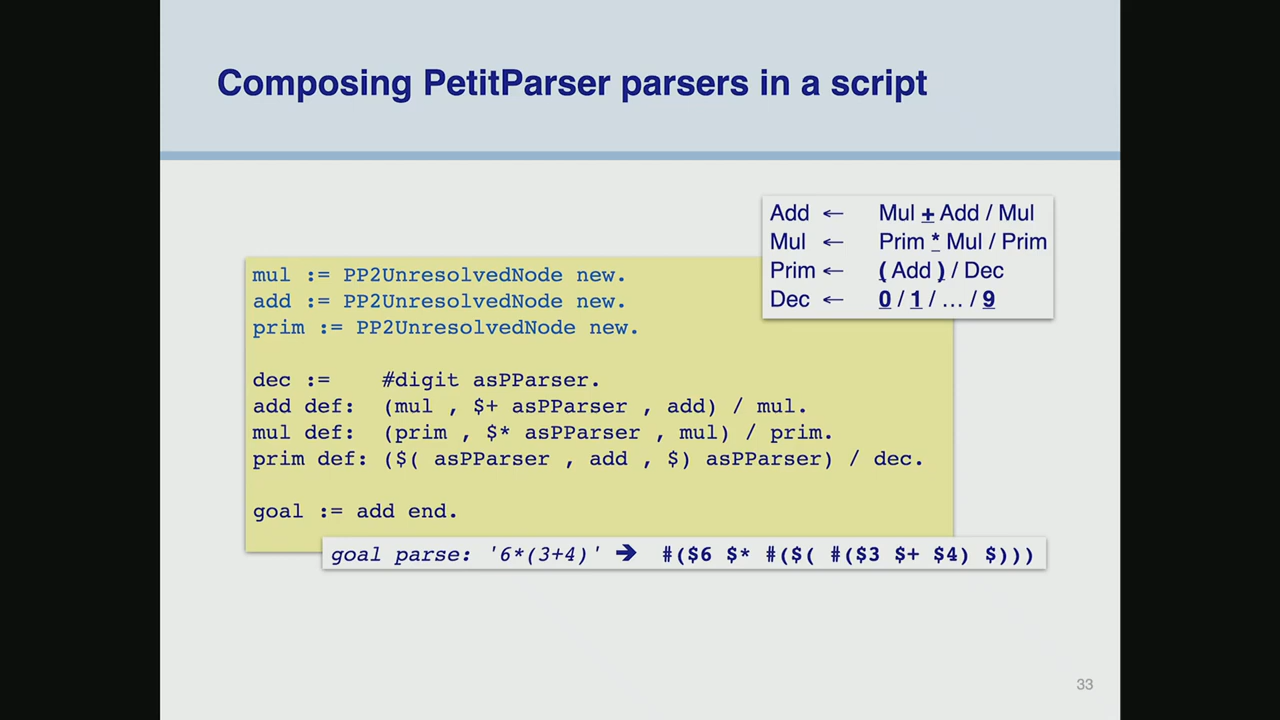 Composing PetitParser parsers in a script
Add ← Mul + Add / Mul
Mul ← Prim * Mul / Prim
Prim ← ( Add ) / Dec
Dec ← 0 / 1 / … / 9
mul := PP2UnresolvedNode new.
add := PP2UnresolvedNode new.
prim := PP2UnresolvedNode new.
dec := #digit asPParser.
add def: (mul , $+ asPParser , add) / mul.
mul def: (prim , $* asPParser , mul) / prim.
prim def: ($( asPParser , add , $) asPParser) / dec.
goal := add end.
goal parse: '6*(3+4)' ➔ #($6 $* #($( #($3 $+ $4) $)))
33